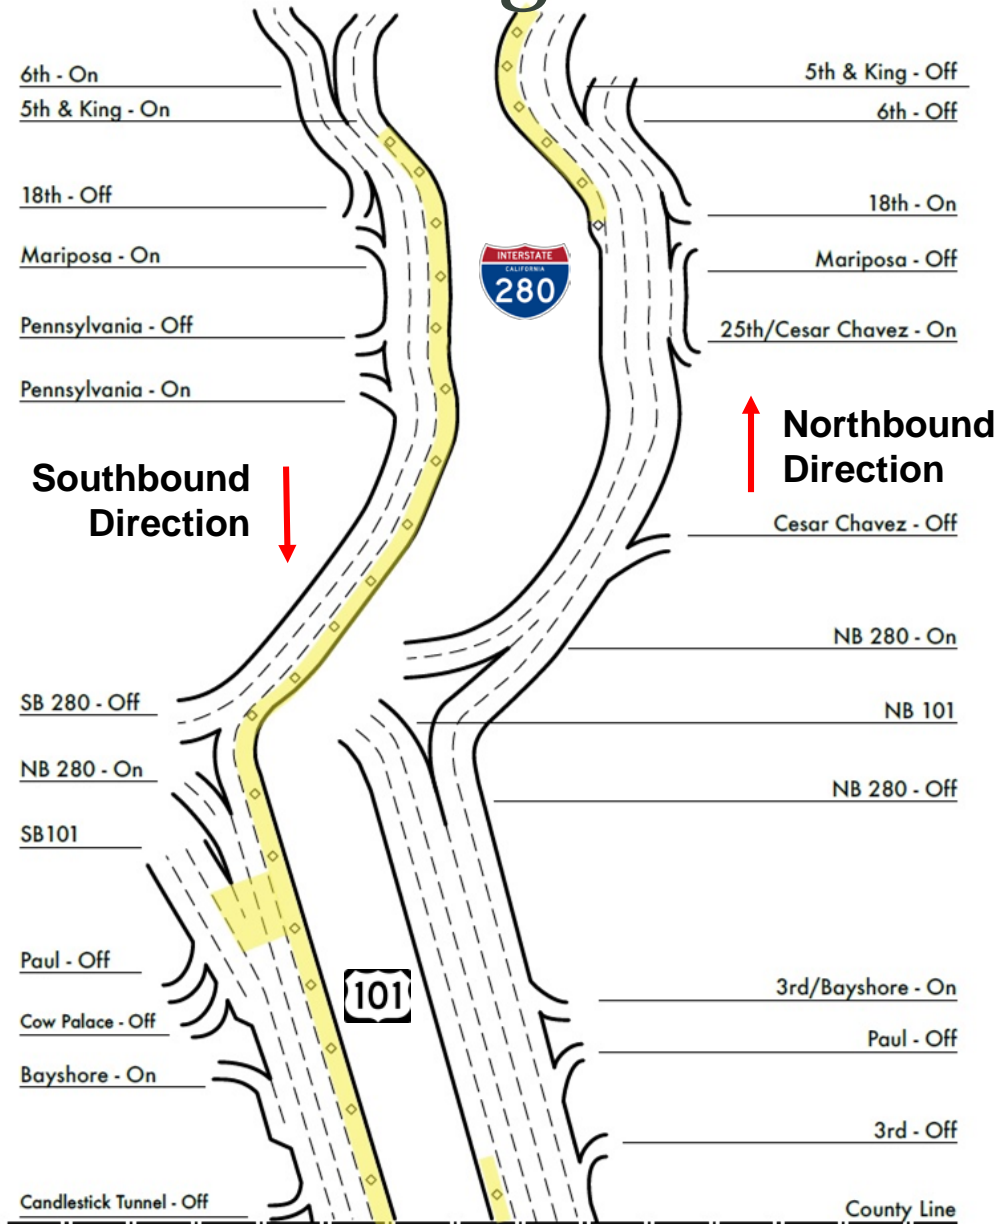 6th - On
5th & King - On
18th - Off
Mariposa - On
Pennsylvania - Off
Pennsylvania - On
Southbound
Direction
SB 280 - Off
NB 280 - On
SB101
Paul - Off
Cow Palace - Off
Bayshore - On
Candlestick Tunnel - Off
INTERSTATE
CALIFORNIA
280
101
5th & King - Off
6th - Off
18th - On
Mariposa - Off
25th/Cesar Chavez - On
Northbound
Direction
Cesar Chavez - Off
NB 280 - On
NB 101
NB 280 - Off
3rd/Bayshore - On
Paul - Off
3rd - Off
County Line